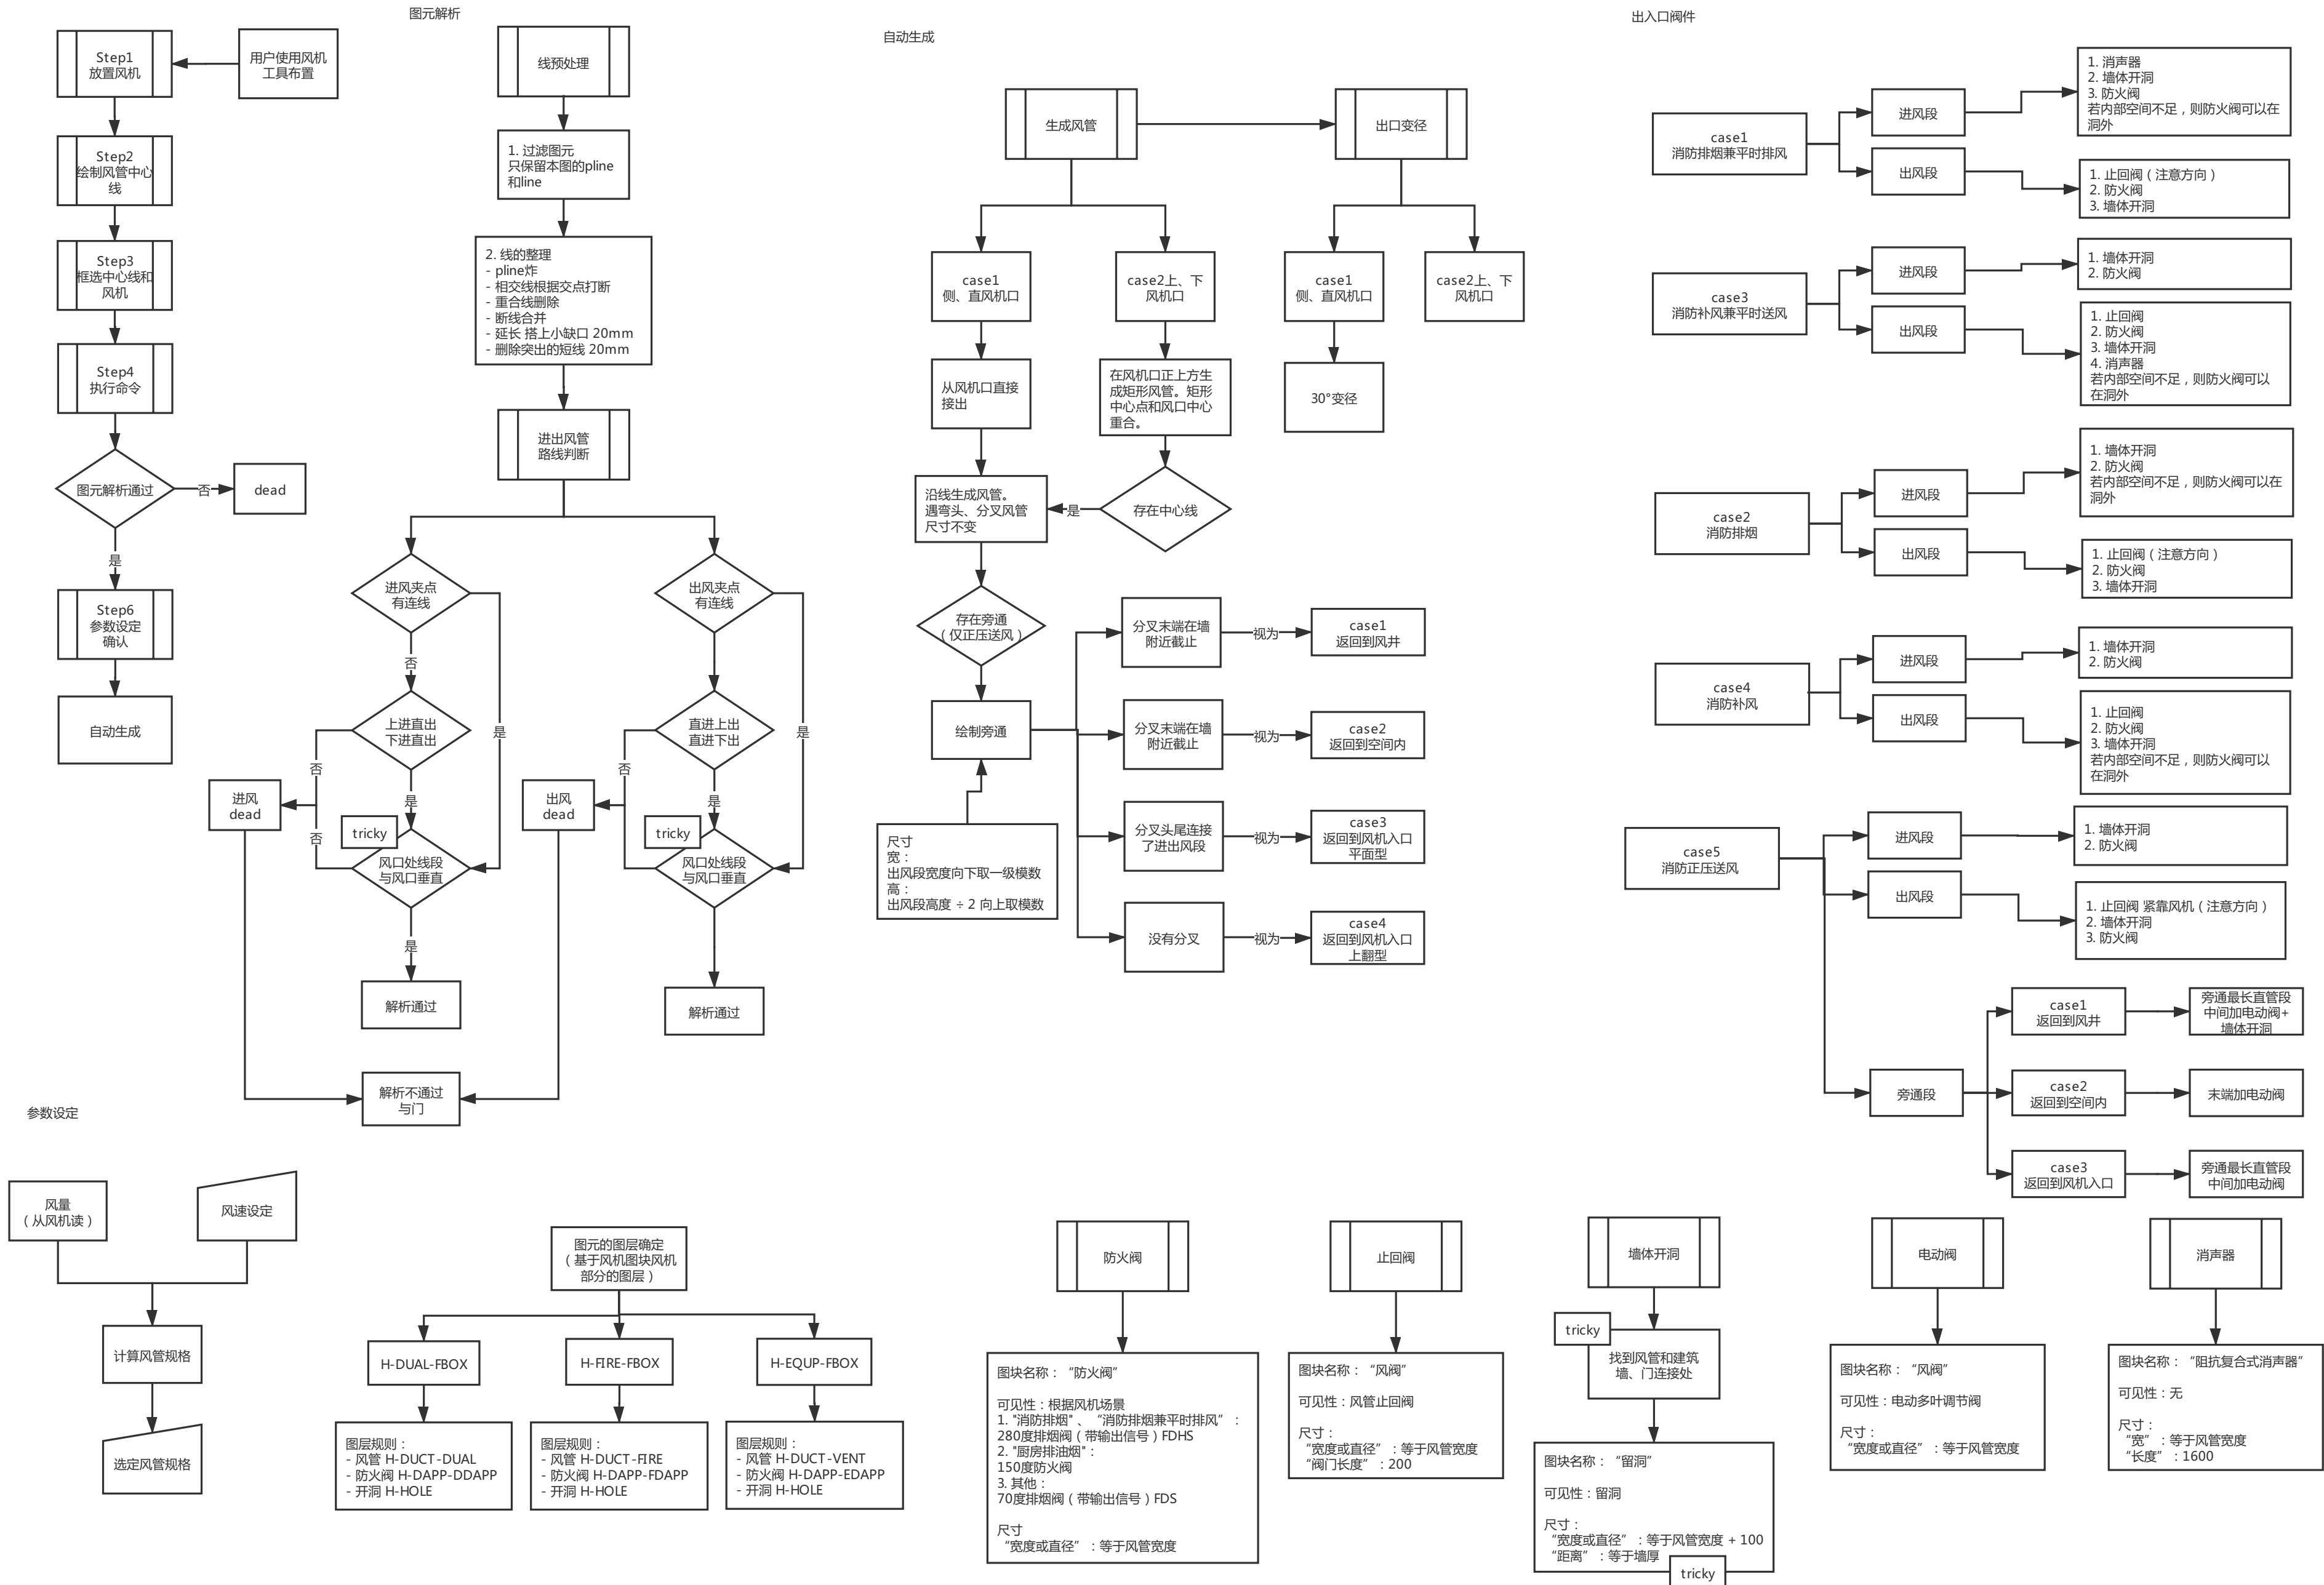 Step1
放置风机
用户使用风机
工具布置
Step2
绘制风管中心
线
Step3
框选中心线和
风机
Step4
执行命令
图元解析通过
否
dead
是
Step6
参数设定
确认
自动生成
图元解析
线预处理
1. 过滤图元
只保留本图的pline
和line
2. 线的整理
- pline炸
- 相交线根据交点打断
- 重合线删除
- 断线合并
- 延长 搭上小缺口 20mm
- 删除突出的短线 20mm
进出风管
路线判断
进风夹点
有连线
否
是
上进直出
下进直出
否
是
进风
dead
否
tricky
风口处线段
与风口垂直
是
解析通过
出风夹点
有连线
是
直进上出
直进下出
否
是
出风
dead
tricky
风口处线段
与风口垂直
解析通过
解析不通过
与门
自动生成
生成风管
出口变径
case1
侧、直风机口
case2上、下
风机口
case1
侧、直风机口
case2上、下
风机口
从风机口直接
接出
在风机口正上方生
成矩形风管。矩形
中心点和风口中心
重合。
30°变径
沿线生成风管。
遇弯头、分叉风管
尺寸不变
是
存在中心线
存在旁通
（仅正压送风）
绘制旁通
尺寸
宽：
出风段宽度向下取一级模数
高：
出风段高度 ÷ 2 向上取模数
分叉末端在墙
附近截止
视为
case1
返回到风井
分叉末端在墙
附近截止
视为
case2
返回到空间内
分叉头尾连接
了进出风段
视为
case3
返回到风机入口
平面型
没有分叉
视为
case4
返回到风机入口
上翻型
出入口阀件
case1
消防排烟兼平时排风
进风段
1. 消声器
2. 墙体开洞
3. 防火阀
若内部空间不足，则防火阀可以在
洞外
出风段
1. 止回阀（注意方向）
2. 防火阀
3. 墙体开洞
case3
消防补风兼平时送风
进风段
1. 墙体开洞
2. 防火阀
出风段
1. 止回阀
2. 防火阀
3. 墙体开洞
4. 消声器
若内部空间不足，则防火阀可以
在洞外
case2
消防排烟
进风段
1. 墙体开洞
2. 防火阀
若内部空间不足，则防火阀可以在
洞外
出风段
1. 止回阀（注意方向）
2. 防火阀
3. 墙体开洞
case4
消防补风
进风段
1. 墙体开洞
2. 防火阀
出风段
1. 止回阀
2. 防火阀
3. 墙体开洞
若内部空间不足，则防火阀可以
在洞外
case5
消防正压送风
进风段
1. 墙体开洞
2. 防火阀
出风段
1. 止回阀 紧靠风机（注意方向）
2. 墙体开洞
3. 防火阀
旁通段
case1
返回到风井
旁通最长直管段
中间加电动阀+
墙体开洞
case2
返回到空间内
末端加电动阀
case3
返回到风机入口
旁通最长直管段
中间加电动阀
参数设定
风量
（从风机读）
风速设定
计算风管规格
选定风管规格
图元的图层确定
（基于风机图块风机
部分的图层）
H-DUAL-FBOX
H-FIRE-FBOX
H-EQUP-FBOX
图层规则：
- 风管 H-DUCT-DUAL
- 防火阀 H-DAPP-DDAPP
- 开洞 H-HOLE
图层规则：
- 风管 H-DUCT-FIRE
- 防火阀 H-DAPP-FDAPP
- 开洞 H-HOLE
图层规则：
- 风管 H-DUCT-VENT
- 防火阀 H-DAPP-EDAPP
- 开洞 H-HOLE
防火阀
图块名称：“防火阀”
可见性：根据风机场景
1. "消防排烟" 、“消防排烟兼平时排风” ：
280度排烟阀（带输出信号）FDHS
2. "厨房排油烟"：
150度防火阀
3. 其他：
70度排烟阀（带输出信号）FDS
尺寸
“宽度或直径” ：等于风管宽度
止回阀
图块名称：“风阀”
可见性：风管止回阀
尺寸：
“宽度或直径” ：等于风管宽度
“阀门长度” ：200
墙体开洞
tricky
找到风管和建筑
墙、门连接处
图块名称：“留洞”
可见性：留洞
尺寸：
“宽度或直径” ：等于风管宽度 + 100
“距离” ：等于墙厚
tricky
电动阀
图块名称：“风阀”
可见性：电动多叶调节阀
尺寸：
“宽度或直径” ：等于风管宽度
消声器
图块名称：“阻抗复合式消声器”
可见性：无
尺寸：
“宽” ：等于风管宽度
“长度” ：1600